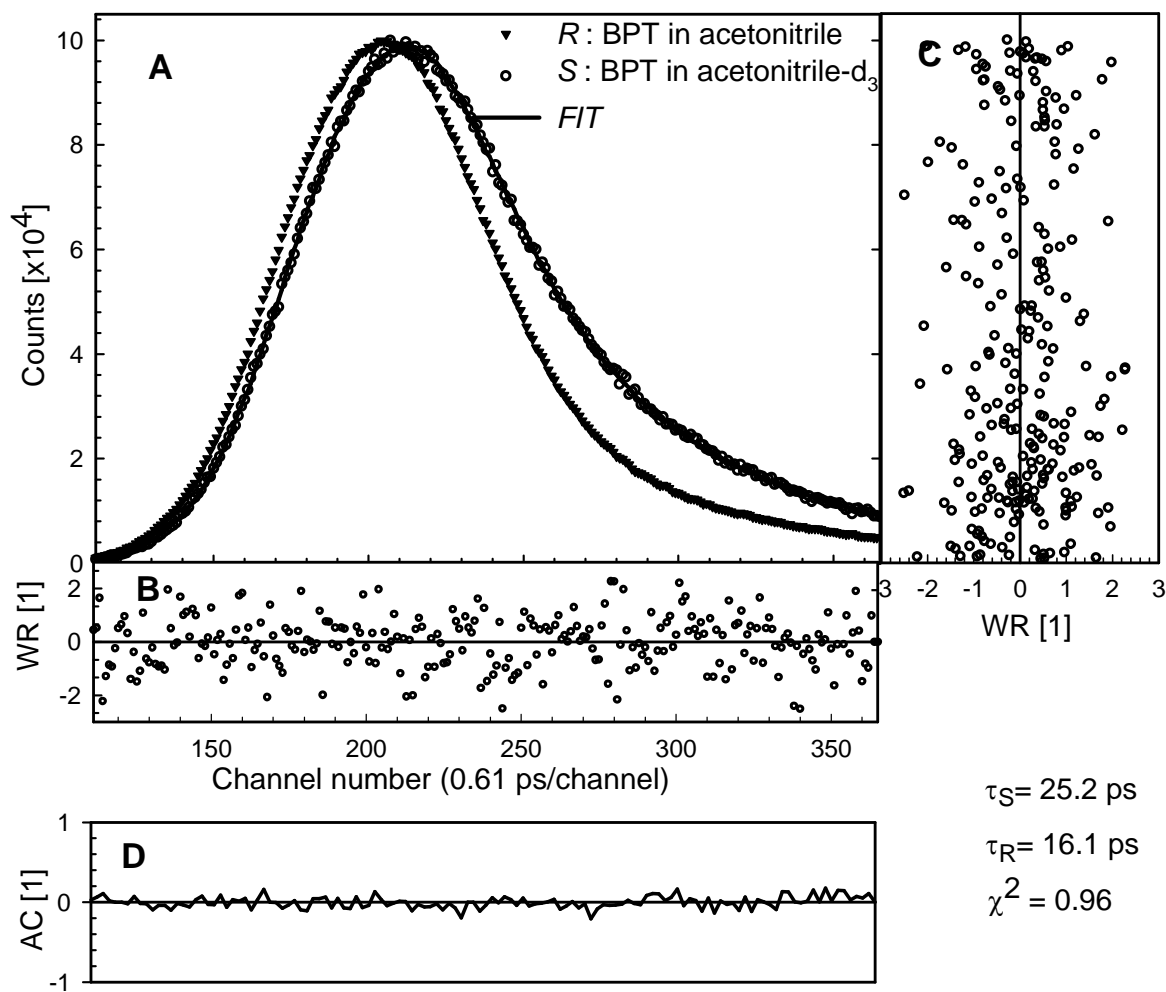 A
R : BPT in acetonitrile
S : BPT in acetonitrile-d3
FIT
Counts [x10^4]
10
8
6
4
2
0
C
-3 -2 -1 0 1 2 3
WR [1]
B
WR [1]
2
0
-2
150 200 250 300 350
Channel number (0.61 ps/channel)
τS= 25.2 ps
τR= 16.1 ps
χ² = 0.96
D
AC [1]
1
0
-1